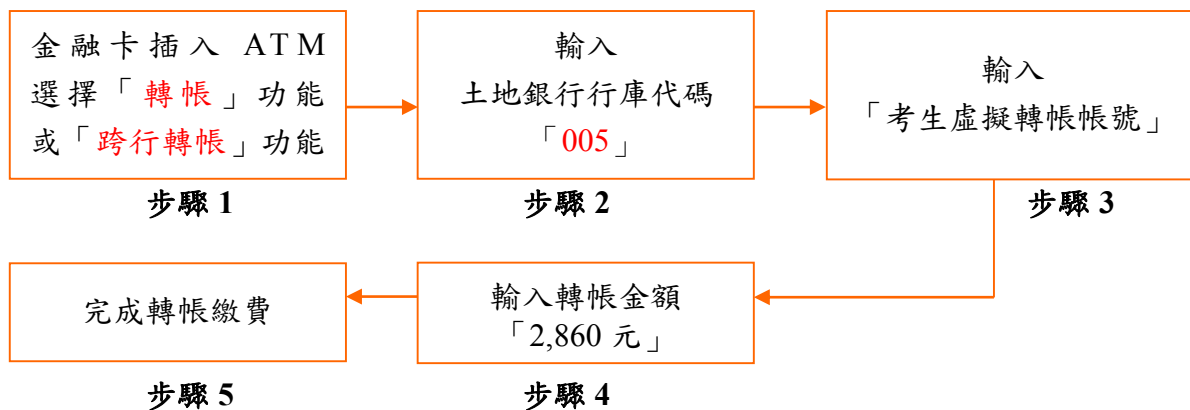 金融卡插入 ATM
選擇「轉帳」功能
或「跨行轉帳」功能
步驟 1
輸入
土地銀行行庫代碼
「005」
步驟 2
輸入
「考生虛擬轉帳帳號」
步驟 3
輸入轉帳金額
「2,860 元」
步驟 4
完成轉帳繳費
步驟 5